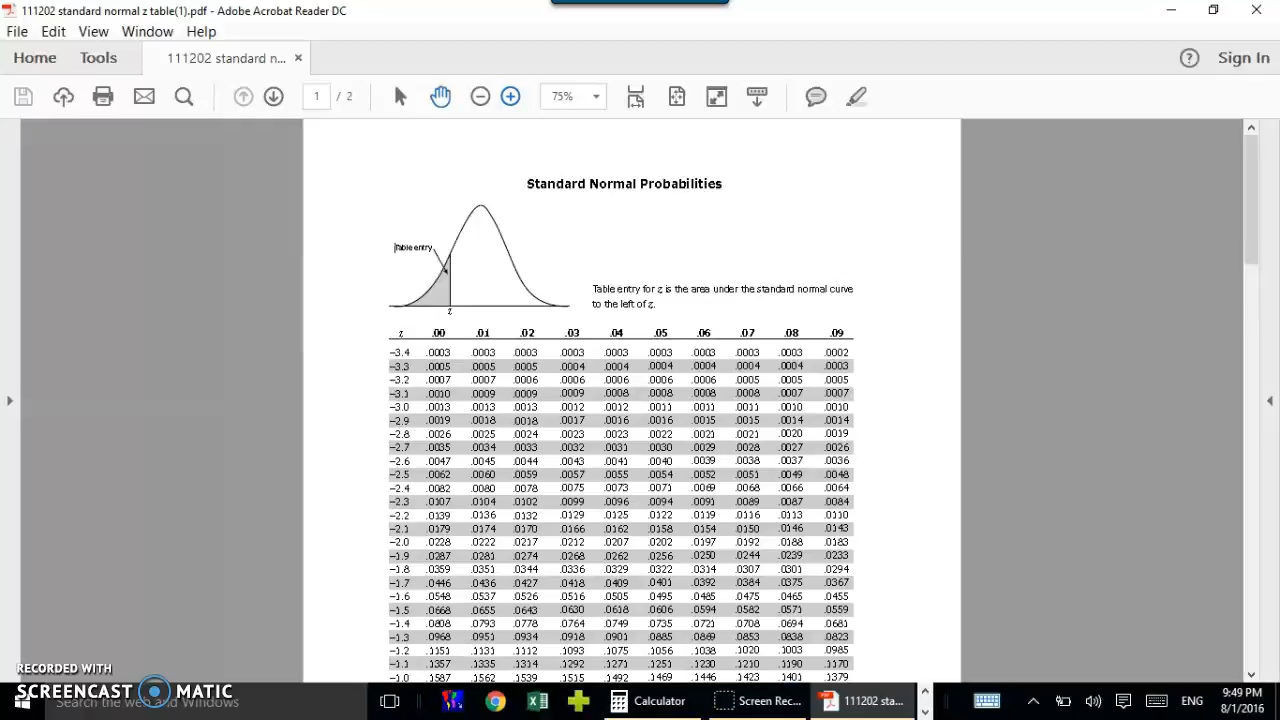 111202 standard normal z table(1).pdf - Adobe Acrobat Reader DC
File Edit View Window Help
Home Tools 111202 standard n... × Sign In
1 / 2 75%
Standard Normal Probabilities
Table entry
z
Table entry for z is the area under the standard normal curve
to the left of z.
z .00 .01 .02 .03 .04 .05 .06 .07 .08 .09
–3.4 .0003 .0003 .0003 .0003 .0003 .0003 .0003 .0003 .0003 .0002
–3.3 .0005 .0005 .0005 .0004 .0004 .0004 .0004 .0004 .0004 .0003
–3.2 .0007 .0007 .0006 .0006 .0006 .0006 .0006 .0005 .0005 .0005
–3.1 .0010 .0009 .0009 .0009 .0008 .0008 .0008 .0008 .0007 .0007
–3.0 .0013 .0013 .0013 .0012 .0012 .0011 .0011 .0011 .0010 .0010
–2.9 .0019 .0018 .0018 .0017 .0016 .0016 .0015 .0015 .0014 .0014
–2.8 .0026 .0025 .0024 .0023 .0023 .0022 .0021 .0021 .0020 .0019
–2.7 .0035 .0034 .0033 .0032 .0031 .0030 .0029 .0028 .0027 .0026
–2.6 .0047 .0045 .0044 .0043 .0041 .0040 .0039 .0038 .0037 .0036
–2.5 .0062 .0060 .0059 .0057 .0055 .0054 .0052 .0051 .0049 .0048
–2.4 .0082 .0080 .0078 .0075 .0073 .0071 .0069 .0068 .0066 .0064
–2.3 .0107 .0104 .0102 .0099 .0096 .0094 .0091 .0089 .0087 .0084
–2.2 .0139 .0136 .0132 .0129 .0125 .0122 .0119 .0116 .0113 .0110
–2.1 .0179 .0174 .0170 .0166 .0162 .0158 .0154 .0150 .0146 .0143
–2.0 .0228 .0222 .0217 .0212 .0207 .0202 .0197 .0192 .0188 .0183
–1.9 .0287 .0281 .0274 .0268 .0262 .0256 .0250 .0244 .0239 .0233
–1.8 .0359 .0351 .0344 .0336 .0329 .0322 .0314 .0307 .0301 .0294
–1.7 .0446 .0436 .0427 .0418 .0409 .0401 .0392 .0384 .0375 .0367
–1.6 .0548 .0537 .0526 .0516 .0505 .0495 .0485 .0475 .0465 .0455
–1.5 .0668 .0655 .0643 .0630 .0618 .0606 .0594 .0582 .0571 .0559
–1.4 .0808 .0793 .0778 .0764 .0749 .0735 .0721 .0708 .0694 .0681
–1.3 .0968 .0951 .0934 .0918 .0901 .0885 .0869 .0853 .0838 .0823
–1.2 .1151 .1131 .1112 .1093 .1075 .1056 .1038 .1020 .1003 .0985
–1.1 .1357 .1335 .1314 .1292 .1271 .1251 .1230 .1210 .1190 .1170
–1.0 .1587 .1562 .1539 .1515 .1492 .1469 .1446 .1423 .1401 .1379
RECORDED WITH
SCREENCAST MATIC
Search the web and Windows
Calculator Screen Rec... 111202 sta... ENG
9:49 PM
8/1/2016